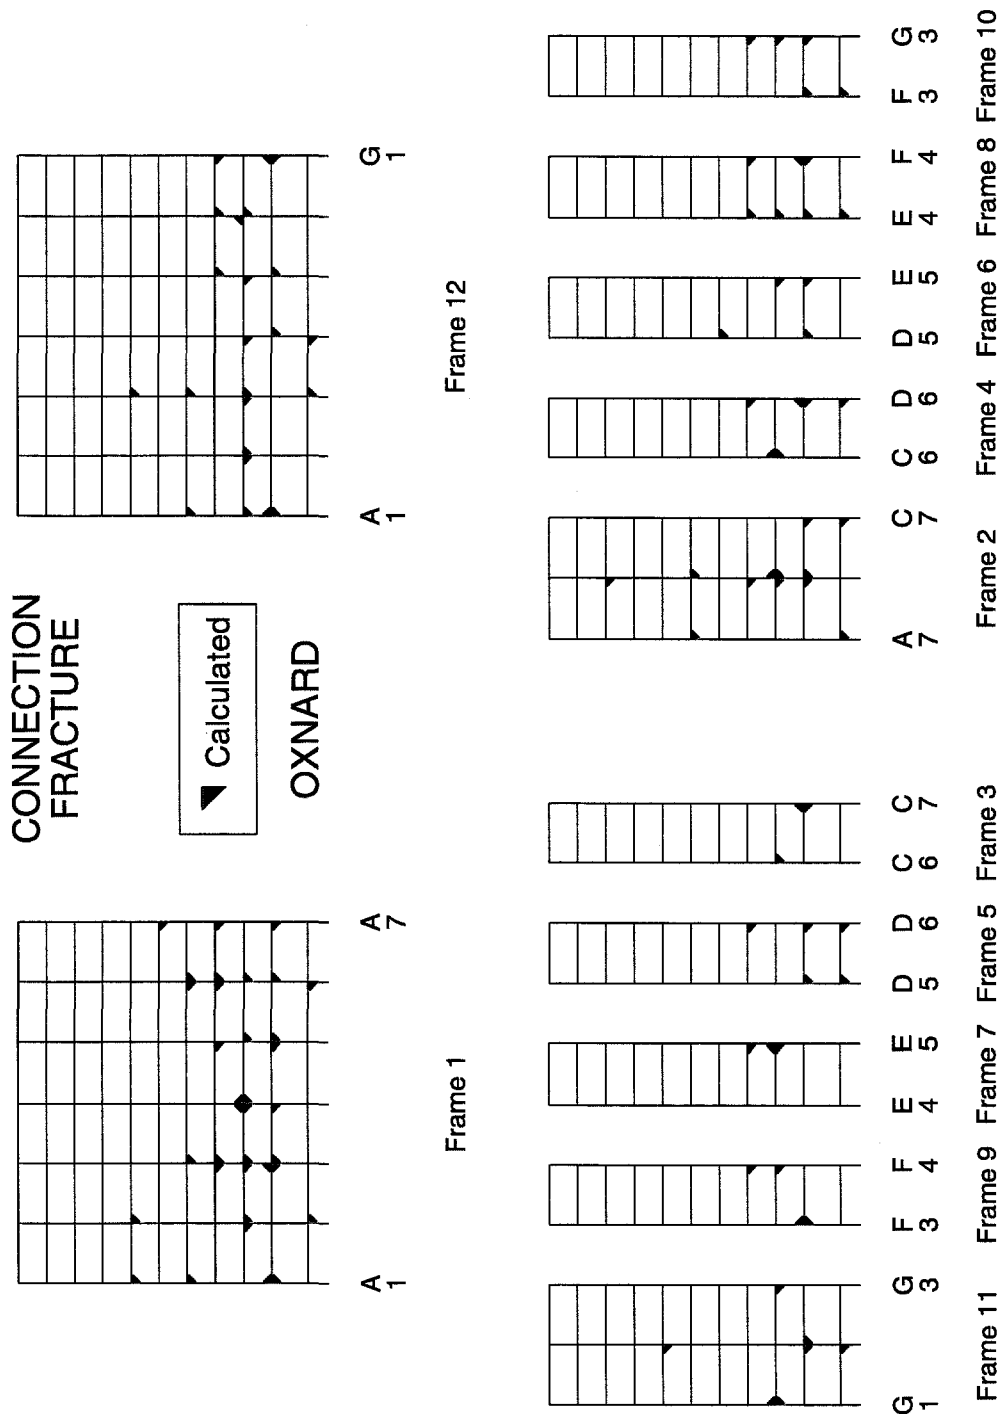 CONNECTION
FRACTURE
Calculated
OXNARD
A A
1 7
Frame 1
A G
1 1
Frame 12
G G
1 3
Frame 11
F F
3 4
Frame 9
E E
4 5
Frame 7
D D
5 6
Frame 5
C C
6 7
Frame 3
A C
7 7
Frame 2
C D
6 6
Frame 4
D E
5 5
Frame 6
E F
4 4
Frame 8
F G
3 3
Frame 10